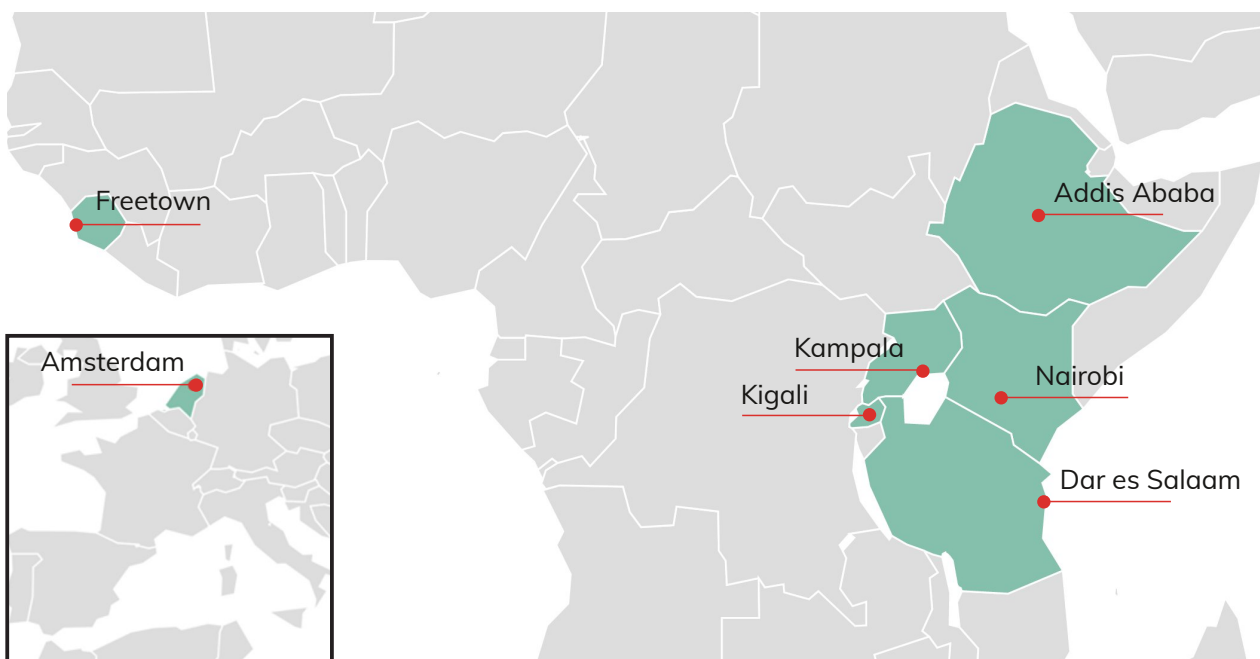 Freetown
Addis Ababa
Amsterdam
Kampala
Nairobi
Kigali
Dar es Salaam